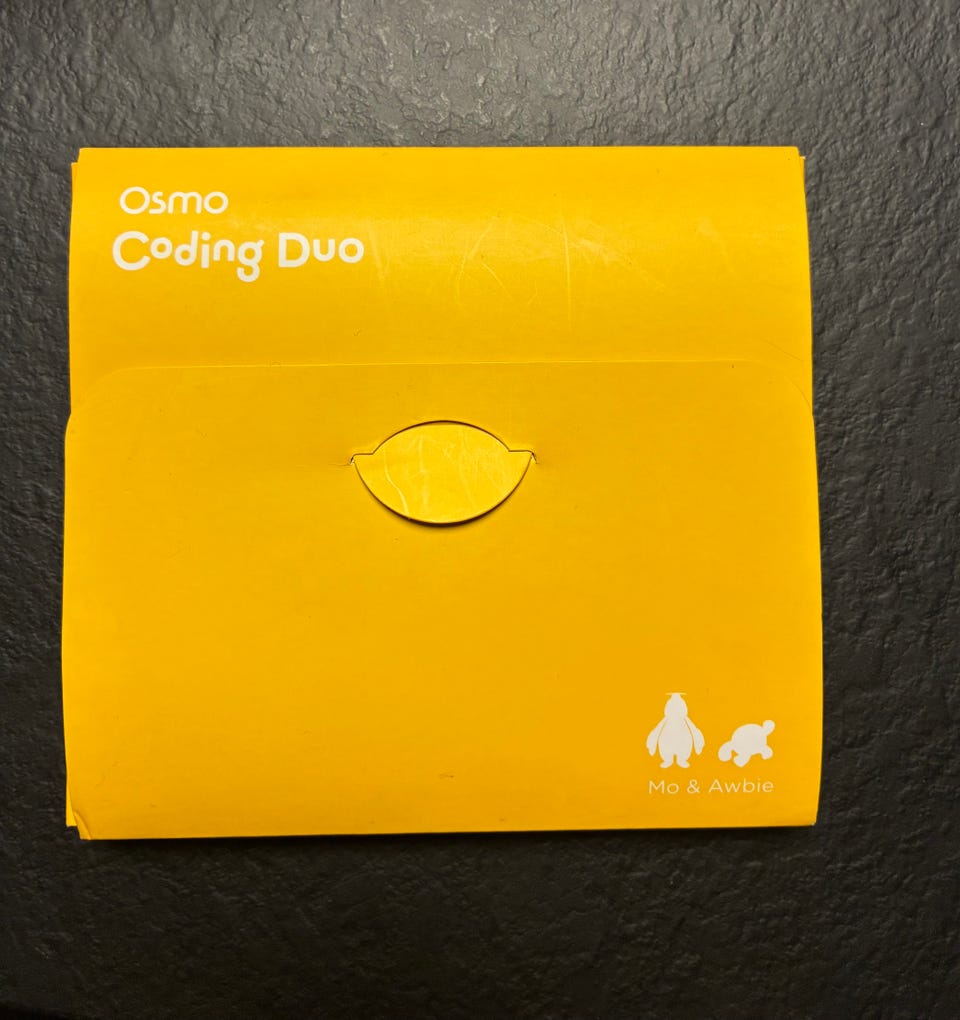 Osmo
Coding Duo
Mo & Awbie